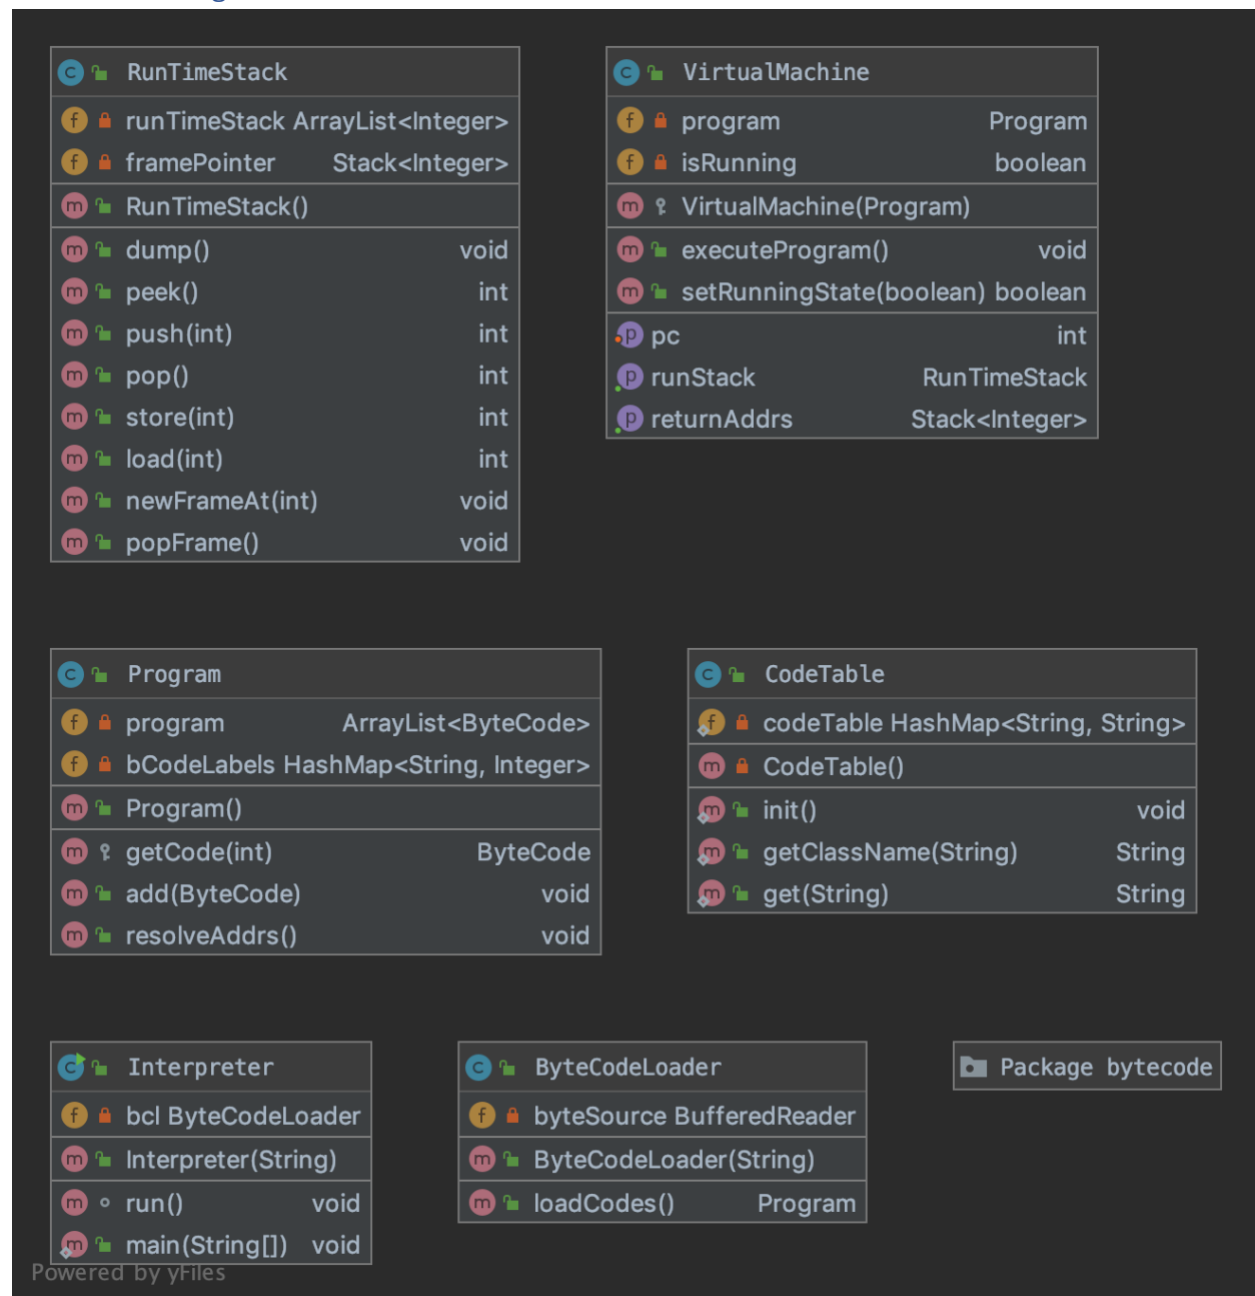 RunTimeStack
runTimeStack ArrayList<Integer>
framePointer Stack<Integer>
RunTimeStack()
dump() void
peek() int
push(int) int
pop() int
store(int) int
load(int) int
newFrameAt(int) void
popFrame() void
VirtualMachine
program Program
isRunning boolean
VirtualMachine(Program)
executeProgram() void
setRunningState(boolean) boolean
pc int
runStack RunTimeStack
returnAddrs Stack<Integer>
Program
program ArrayList<ByteCode>
bCodeLabels HashMap<String, Integer>
Program()
getCode(int) ByteCode
add(ByteCode) void
resolveAddrs() void
CodeTable
codeTable HashMap<String, String>
CodeTable()
init() void
getClassName(String) String
get(String) String
Interpreter
bcl ByteCodeLoader
Interpreter(String)
run() void
main(String[]) void
ByteCodeLoader
byteSource BufferedReader
ByteCodeLoader(String)
loadCodes() Program
Package bytecode
Powered by yFiles